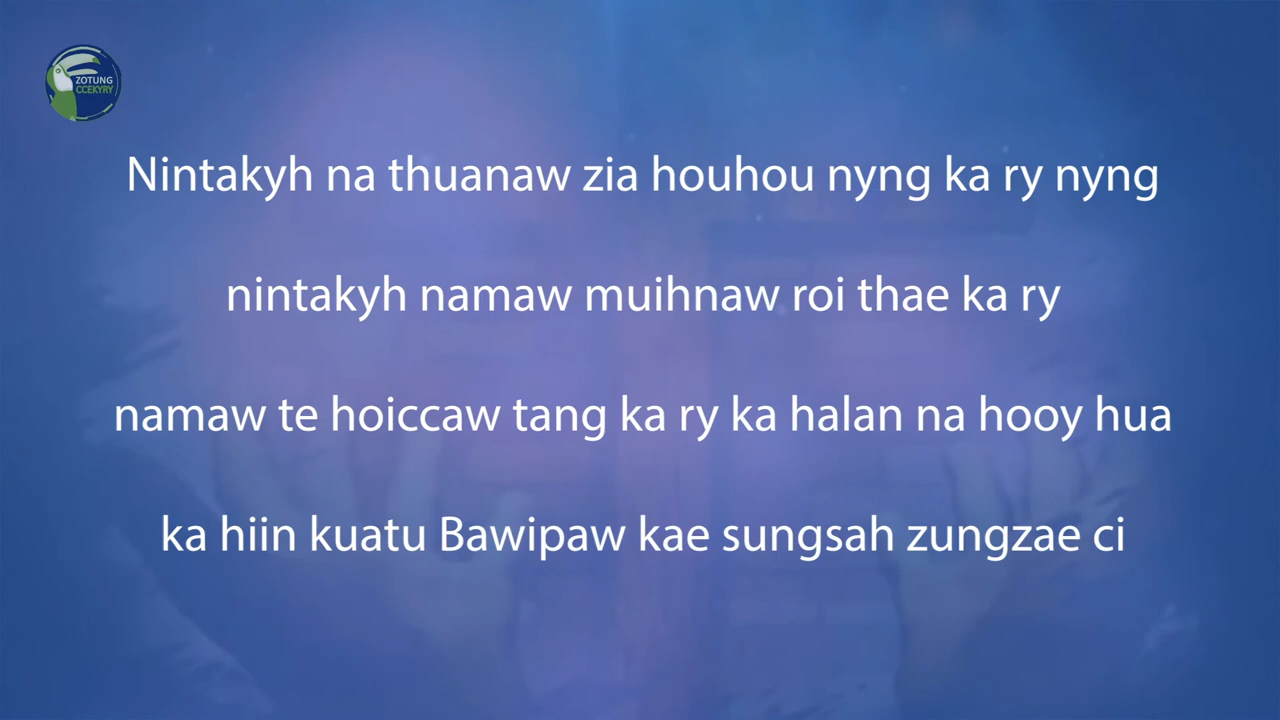 ZOTUNG
CCEKYRY
Nintakyh na thuanaw zia houhou nyng ka ry nyng
nintakyh namaw muihnaw roi thae ka ry
namaw te hoiccaw tang ka ry ka halan na hooy hua
ka hiin kuatu Bawipaw kae sungsah zungzae ci